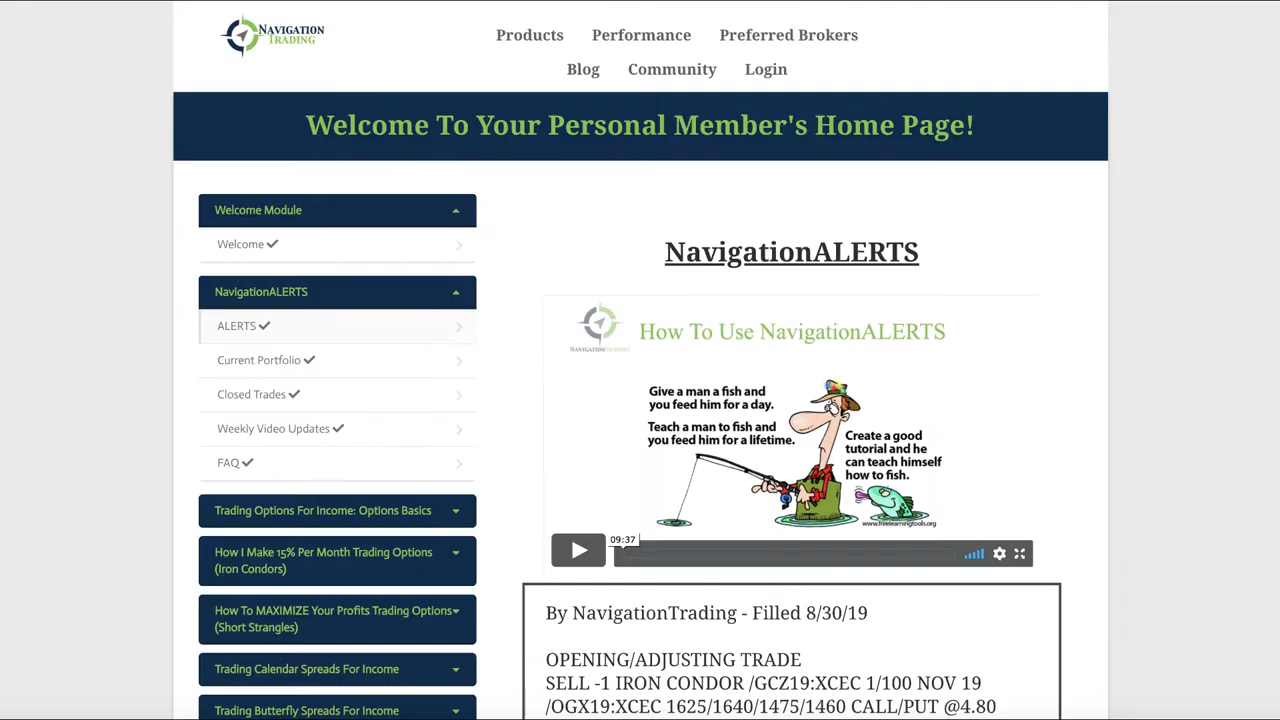 NAVIGATION
TRADING
Products
Performance
Preferred Brokers
Blog
Community
Login
Welcome To Your Personal Member's Home Page!
Welcome Module
Welcome
NavigationALERTS
ALERTS
Current Portfolio
Closed Trades
Weekly Video Updates
FAQ
Trading Options For Income: Options Basics
How I Make 15% Per Month Trading Options
(Iron Condors)
How To MAXIMIZE Your Profits Trading Options
(Short Strangles)
Trading Calendar Spreads For Income
Trading Butterfly Spreads For Income
NavigationALERTS
NAVIGATIONTRADING
How To Use NavigationALERTS
Give a man a fish and
you feed him for a day.
Teach a man to fish and
you feed him for a lifetime.
Create a good
tutorial and he
can teach himself
how to fish.
www.freelearningtools.org
09:37
By NavigationTrading - Filled 8/30/19
OPENING/ADJUSTING TRADE
SELL -1 IRON CONDOR /GCZ19:XCEC 1/100 NOV 19
/OGX19:XCEC 1625/1640/1475/1460 CALL/PUT @4.80